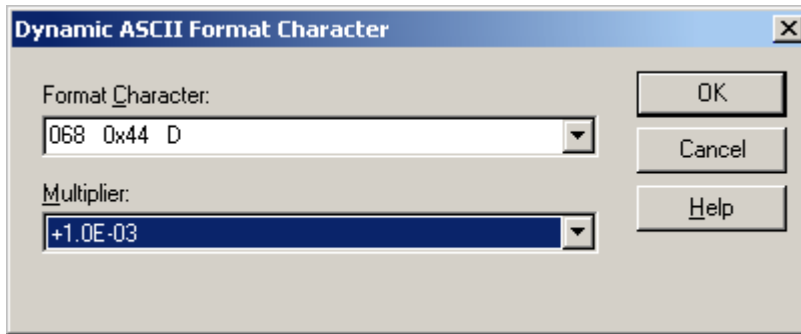 Dynamic ASCII Format Character
Format Character:
068 0x44 D
Multiplier:
+1.0E-03
OK
Cancel
Help